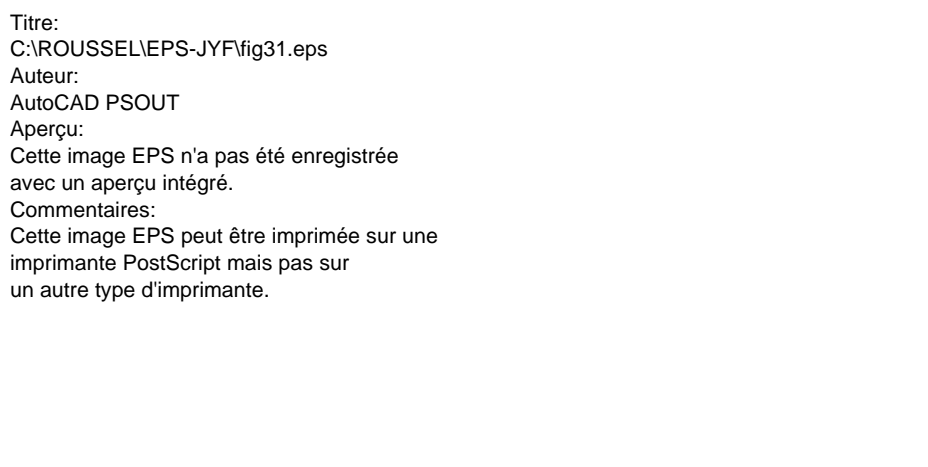 Titre:
C:\ROUSSEL\EPS-JYF\fig31.eps
Auteur:
AutoCAD PSOUT
Aperçu:
Cette image EPS n'a pas été enregistrée
avec un aperçu intégré.
Commentaires:
Cette image EPS peut être imprimée sur une
imprimante PostScript mais pas sur
un autre type d'imprimante.